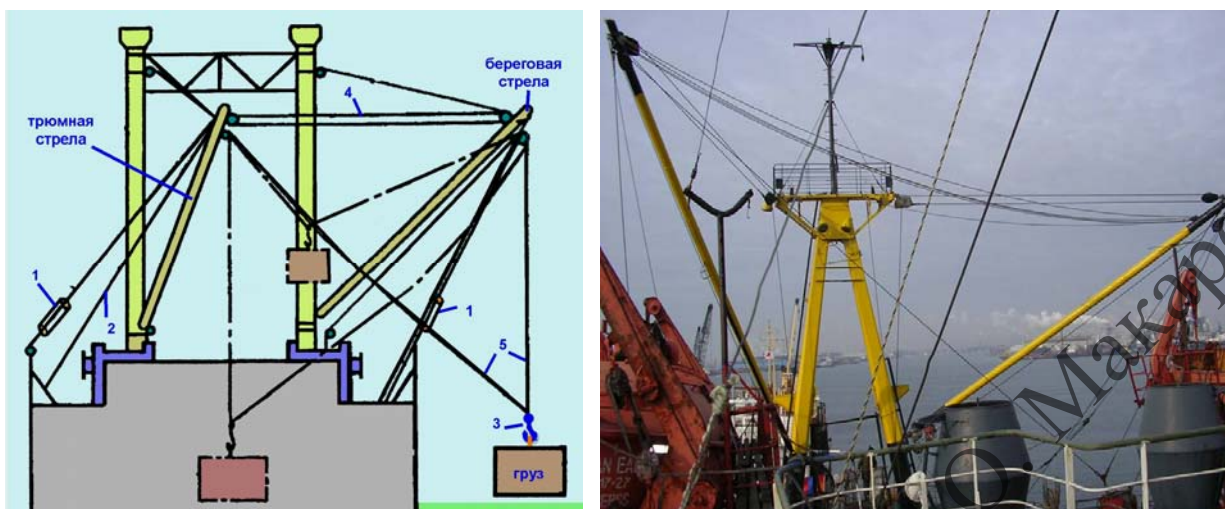 береговая
стрела
4
трюмная
стрела
1
2
1
5
3
груз
О. Макар